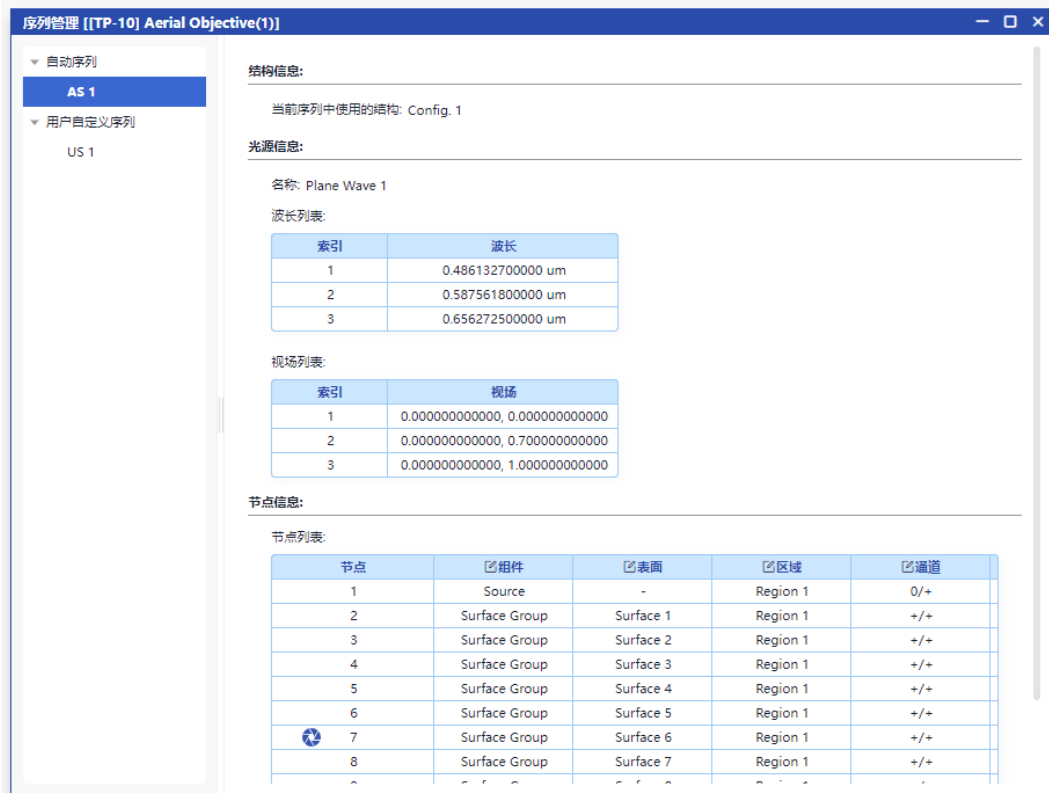 序列管理 [[TP-10] Aerial Objective(1)]
自动序列
AS 1
用户自定义序列
US 1
结构信息:
当前序列中使用的结构: Config. 1
光源信息:
名称: Plane Wave 1
波长列表:
索引 波长
1 0.486132700000 um
2 0.587561800000 um
3 0.656272500000 um
视场列表:
索引 视场
1 0.000000000000, 0.000000000000
2 0.000000000000, 0.700000000000
3 0.000000000000, 1.000000000000
节点信息:
节点列表:
节点 组件 表面 区域 通道
1 Source - Region 1 0/+
2 Surface Group Surface 1 Region 1 +/+
3 Surface Group Surface 2 Region 1 +/+
4 Surface Group Surface 3 Region 1 +/+
5 Surface Group Surface 4 Region 1 +/+
6 Surface Group Surface 5 Region 1 +/+
7 Surface Group Surface 6 Region 1 +/+
8 Surface Group Surface 7 Region 1 +/+